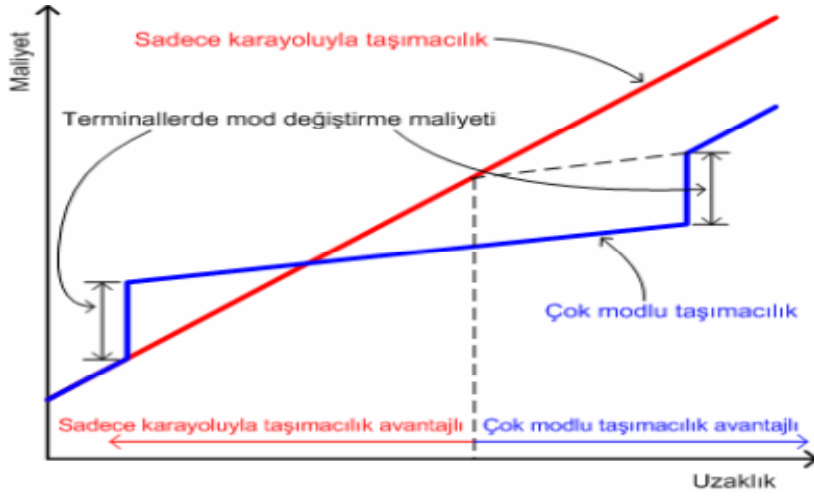 Maliyet
Sadece karayoluyla taşımacılık
Terminallerde mod değiştirme maliyeti
Çok modlu taşımacılık
Sadece karayoluyla taşımacılık avantajlı
Çok modlu taşımacılık avantajlı
Uzaklık